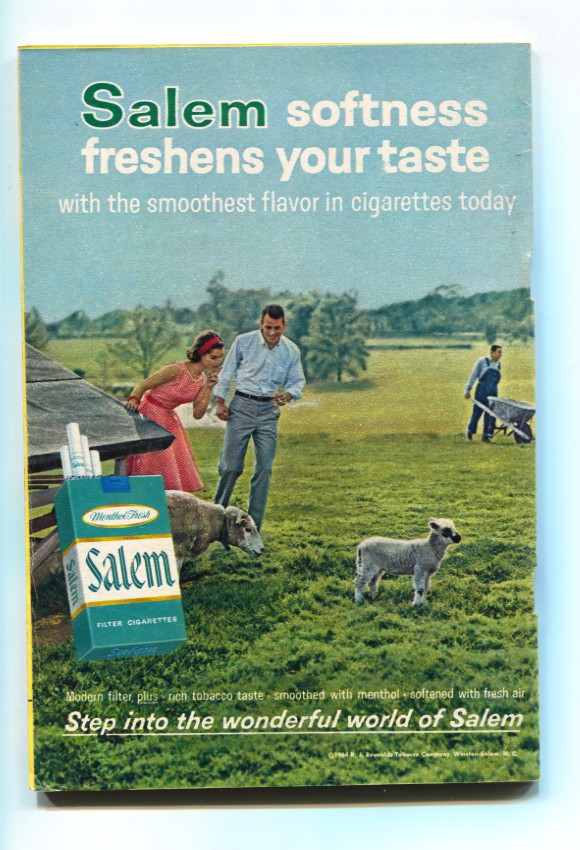 Salem softness
freshens your taste
with the smoothest flavor in cigarettes today
Menthol Fresh
Salem
Salem
FILTER CIGARETTES
Salem
Modern filter plus · rich tobacco taste · smoothed with menthol · softened with fresh air
Step into the wonderful world of Salem
©1964 R. J. Reynolds Tobacco Company, Winston-Salem, N. C.